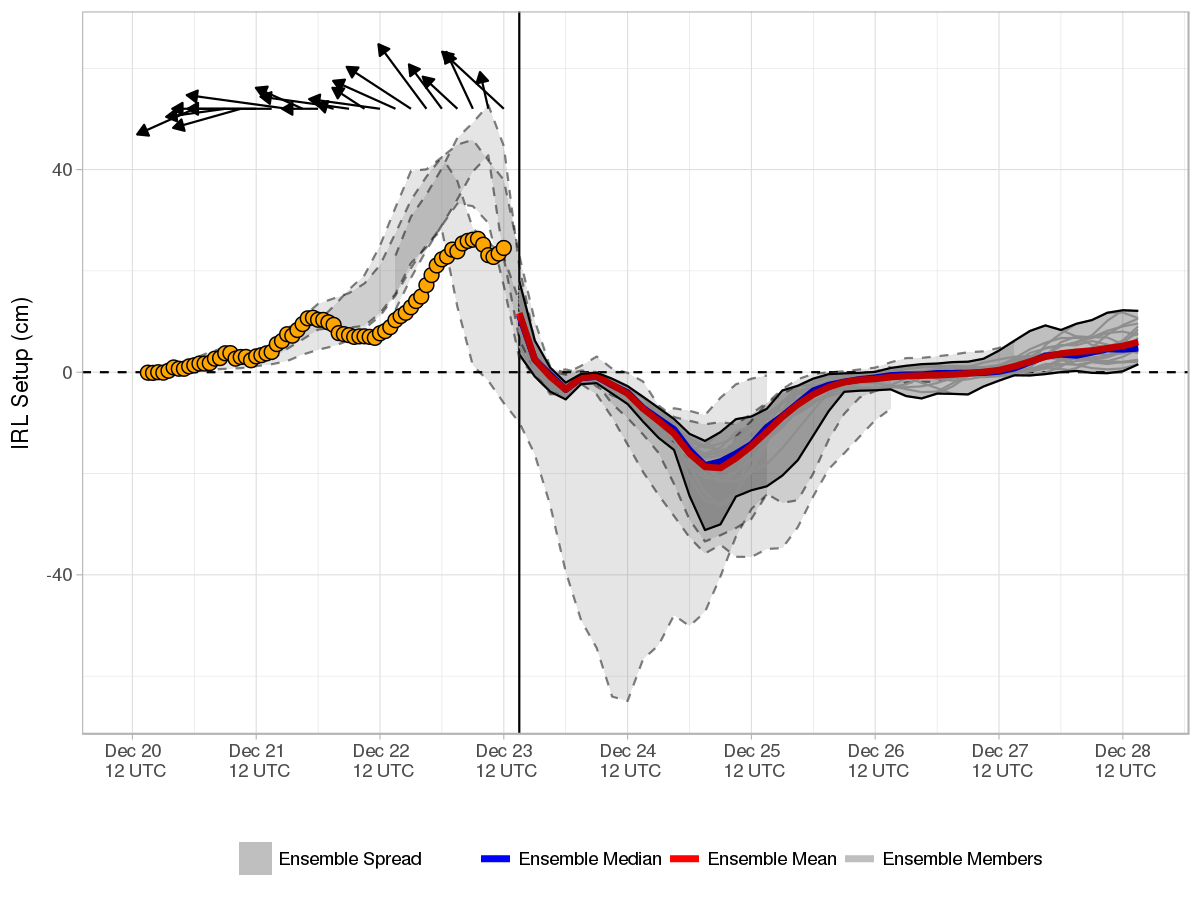 IRL Setup (cm)
40
0
-40
Dec 20 Dec 21 Dec 22 Dec 23 Dec 24 Dec 25 Dec 26 Dec 27 Dec 28
12 UTC 12 UTC 12 UTC 12 UTC 12 UTC 12 UTC 12 UTC 12 UTC 12 UTC
Ensemble Spread Ensemble Median Ensemble Mean Ensemble Members